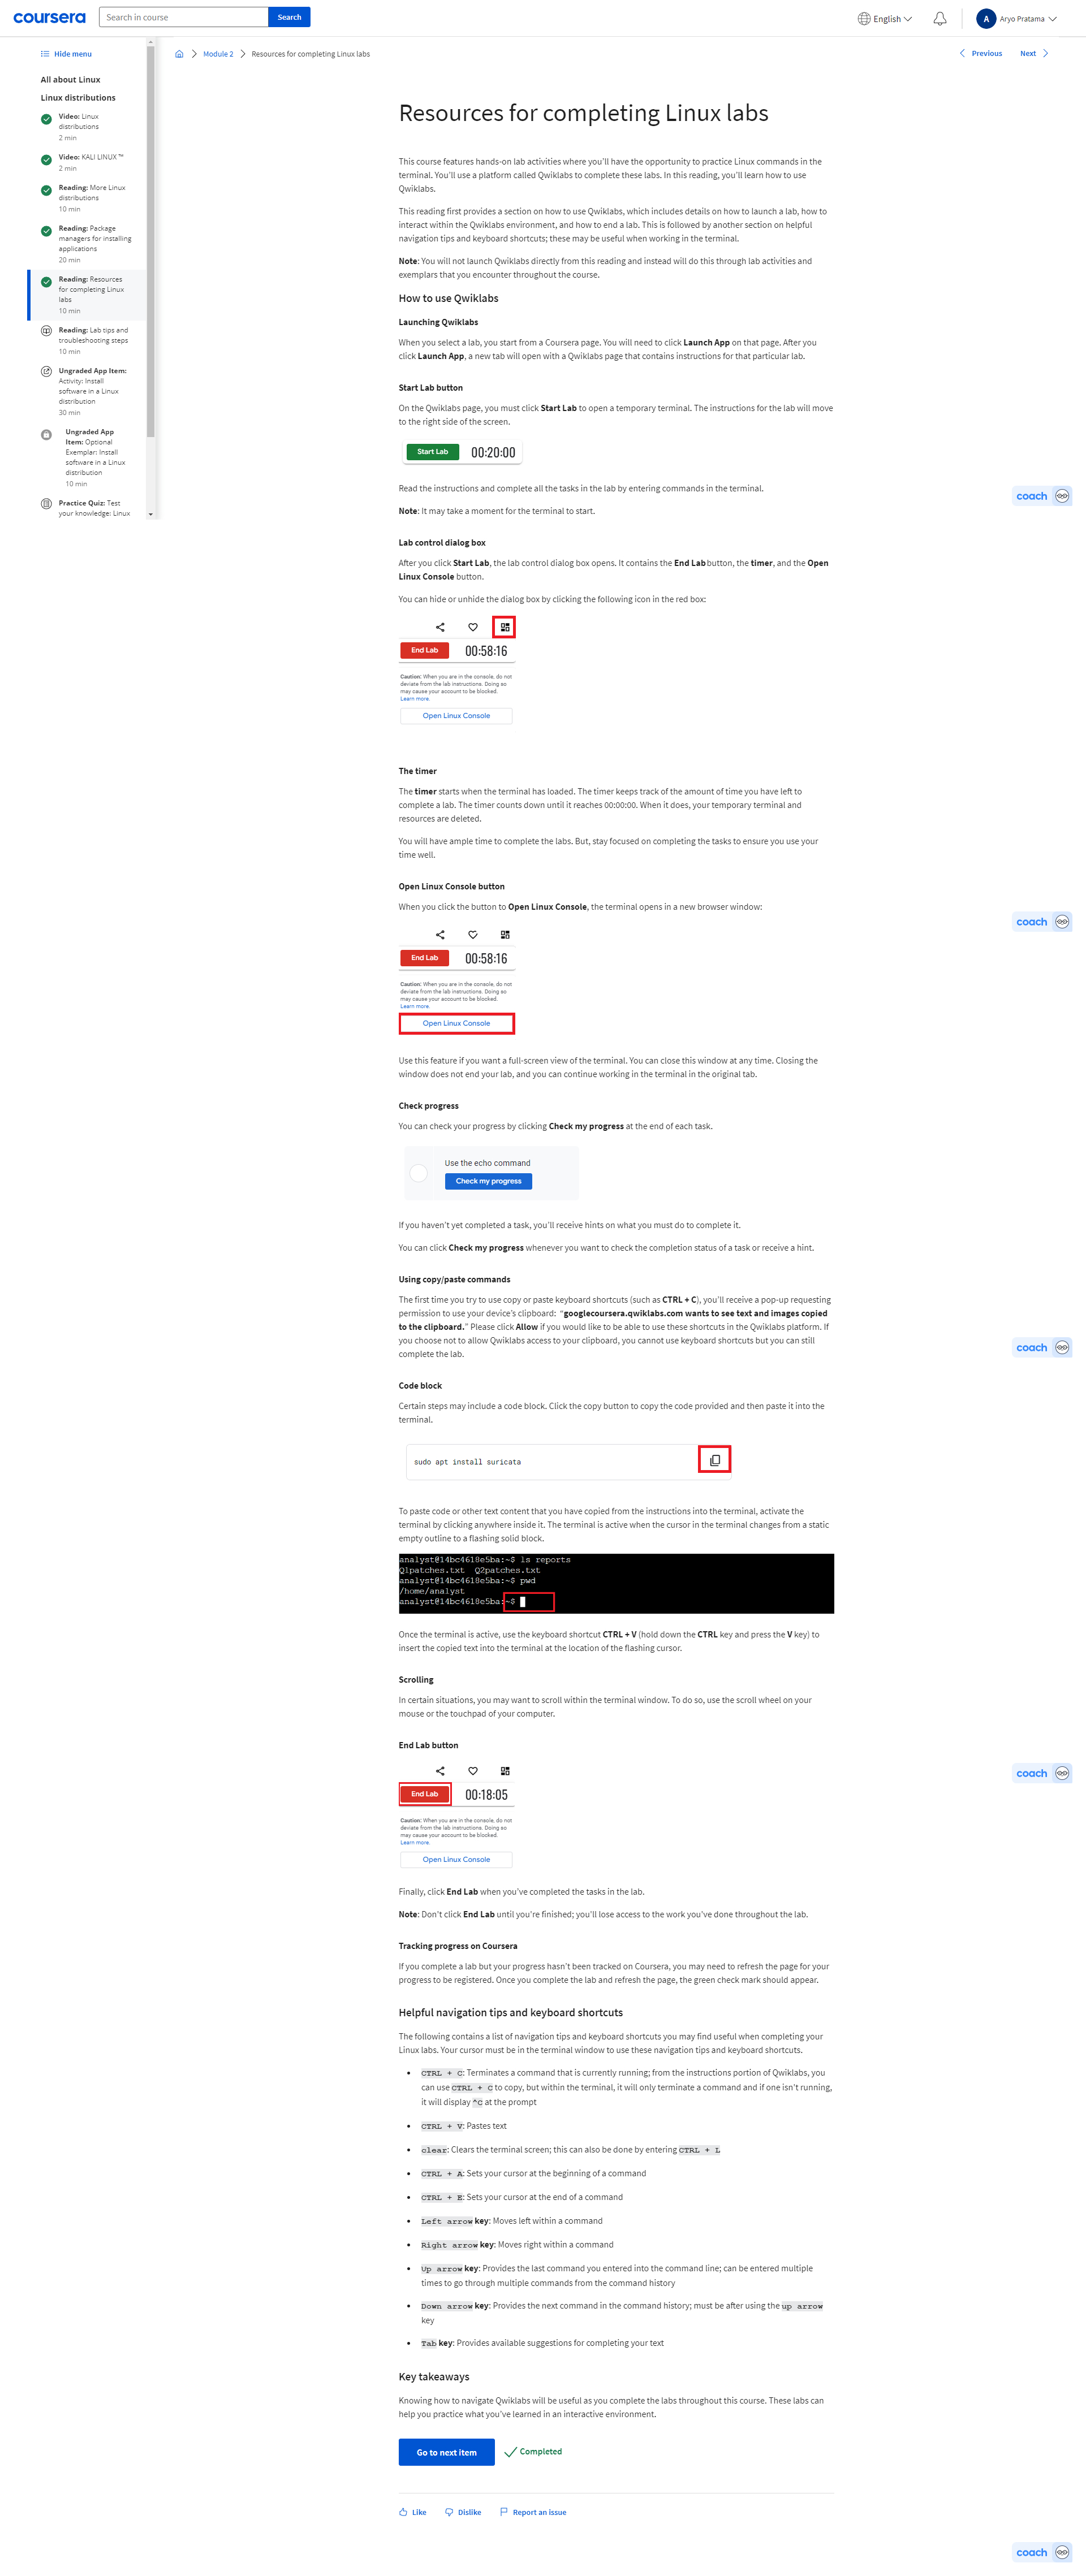 coursera
Search in course
Search
English
A
Aryo Pratama
Hide menu
All about Linux
Linux distributions
Video: Linux
distributions
2 min
Video: KALI LINUX ™
2 min
Reading: More Linux
distributions
10 min
Reading: Package
managers for installing
applications
20 min
Reading: Resources
for completing Linux
labs
10 min
Reading: Lab tips and
troubleshooting steps
10 min
Ungraded App Item:
Activity: Install
software in a Linux
distribution
30 min
Ungraded App
Item: Optional
Exemplar: Install
software in a Linux
distribution
10 min
Practice Quiz: Test
your knowledge: Linux
Module 2
Resources for completing Linux labs
Previous
Next
Resources for completing Linux labs
This course features hands-on lab activities where you’ll have the opportunity to practice Linux commands in the
terminal. You’ll use a platform called Qwiklabs to complete these labs. In this reading, you’ll learn how to use
Qwiklabs.
This reading first provides a section on how to use Qwiklabs, which includes details on how to launch a lab, how to
interact within the Qwiklabs environment, and how to end a lab. This is followed by another section on helpful
navigation tips and keyboard shortcuts; these may be useful when working in the terminal.
Note: You will not launch Qwiklabs directly from this reading and instead will do this through lab activities and
exemplars that you encounter throughout the course.
How to use Qwiklabs
Launching Qwiklabs
When you select a lab, you start from a Coursera page. You will need to click Launch App on that page. After you
click Launch App, a new tab will open with a Qwiklabs page that contains instructions for that particular lab.
Start Lab button
On the Qwiklabs page, you must click Start Lab to open a temporary terminal. The instructions for the lab will move
to the right side of the screen.
Start Lab
00:20:00
Read the instructions and complete all the tasks in the lab by entering commands in the terminal.
coach
Note: It may take a moment for the terminal to start.
Lab control dialog box
After you click Start Lab, the lab control dialog box opens. It contains the End Lab button, the timer, and the Open
Linux Console button.
You can hide or unhide the dialog box by clicking the following icon in the red box:
End Lab
00:58:16
Caution: When you are in the console, do not
deviate from the lab instructions. Doing so
may cause your account to be blocked.
Learn more.
Open Linux Console
The timer
The timer starts when the terminal has loaded. The timer keeps track of the amount of time you have left to
complete a lab. The timer counts down until it reaches 00:00:00. When it does, your temporary terminal and
resources are deleted.
You will have ample time to complete the labs. But, stay focused on completing the tasks to ensure you use your
time well.
Open Linux Console button
When you click the button to Open Linux Console, the terminal opens in a new browser window:
coach
End Lab
00:58:16
Caution: When you are in the console, do not
deviate from the lab instructions. Doing so
may cause your account to be blocked.
Learn more.
Open Linux Console
Use this feature if you want a full-screen view of the terminal. You can close this window at any time. Closing the
window does not end your lab, and you can continue working in the terminal in the original tab.
Check progress
You can check your progress by clicking Check my progress at the end of each task.
Use the echo command
Check my progress
If you haven’t yet completed a task, you’ll receive hints on what you must do to complete it.
You can click Check my progress whenever you want to check the completion status of a task or receive a hint.
Using copy/paste commands
The first time you try to use copy or paste keyboard shortcuts (such as CTRL + C), you’ll receive a pop-up requesting
permission to use your device’s clipboard:  “googlecoursera.qwiklabs.com wants to see text and images copied
to the clipboard.” Please click Allow if you would like to be able to use these shortcuts in the Qwiklabs platform. If
you choose not to allow Qwiklabs access to your clipboard, you cannot use keyboard shortcuts but you can still
complete the lab.
coach
Code block
Certain steps may include a code block. Click the copy button to copy the code provided and then paste it into the
terminal.
sudo apt install suricata
To paste code or other text content that you have copied from the instructions into the terminal, activate the
terminal by clicking anywhere inside it. The terminal is active when the cursor in the terminal changes from a static
empty outline to a flashing solid block.
analyst@14bc4618e5ba:~$ ls reports
Q1patches.txt  Q2patches.txt
analyst@14bc4618e5ba:~$ pwd
/home/analyst
analyst@14bc4618e5ba:~$
Once the terminal is active, use the keyboard shortcut CTRL + V (hold down the CTRL key and press the V key) to
insert the copied text into the terminal at the location of the flashing cursor.
Scrolling
In certain situations, you may want to scroll within the terminal window. To do so, use the scroll wheel on your
mouse or the touchpad of your computer.
End Lab button
coach
End Lab
00:18:05
Caution: When you are in the console, do not
deviate from the lab instructions. Doing so
may cause your account to be blocked.
Learn more.
Open Linux Console
Finally, click End Lab when you’ve completed the tasks in the lab.
Note: Don't click End Lab until you're finished; you'll lose access to the work you've done throughout the lab.
Tracking progress on Coursera
If you complete a lab but your progress hasn’t been tracked on Coursera, you may need to refresh the page for your
progress to be registered. Once you complete the lab and refresh the page, the green check mark should appear.
Helpful navigation tips and keyboard shortcuts
The following contains a list of navigation tips and keyboard shortcuts you may find useful when completing your
Linux labs. Your cursor must be in the terminal window to use these navigation tips and keyboard shortcuts.
• CTRL + C: Terminates a command that is currently running; from the instructions portion of Qwiklabs, you
can use CTRL + C to copy, but within the terminal, it will only terminate a command and if one isn't running,
it will display ^C at the prompt
• CTRL + V: Pastes text
• clear: Clears the terminal screen; this can also be done by entering CTRL + L
• CTRL + A: Sets your cursor at the beginning of a command
• CTRL + E: Sets your cursor at the end of a command
• Left arrow key: Moves left within a command
• Right arrow key: Moves right within a command
• Up arrow key: Provides the last command you entered into the command line; can be entered multiple
times to go through multiple commands from the command history
• Down arrow key: Provides the next command in the command history; must be after using the up arrow
key
• Tab key: Provides available suggestions for completing your text
Key takeaways
Knowing how to navigate Qwiklabs will be useful as you complete the labs throughout this course. These labs can
help you practice what you’ve learned in an interactive environment.
Go to next item
Completed
Like
Dislike
Report an issue
coach